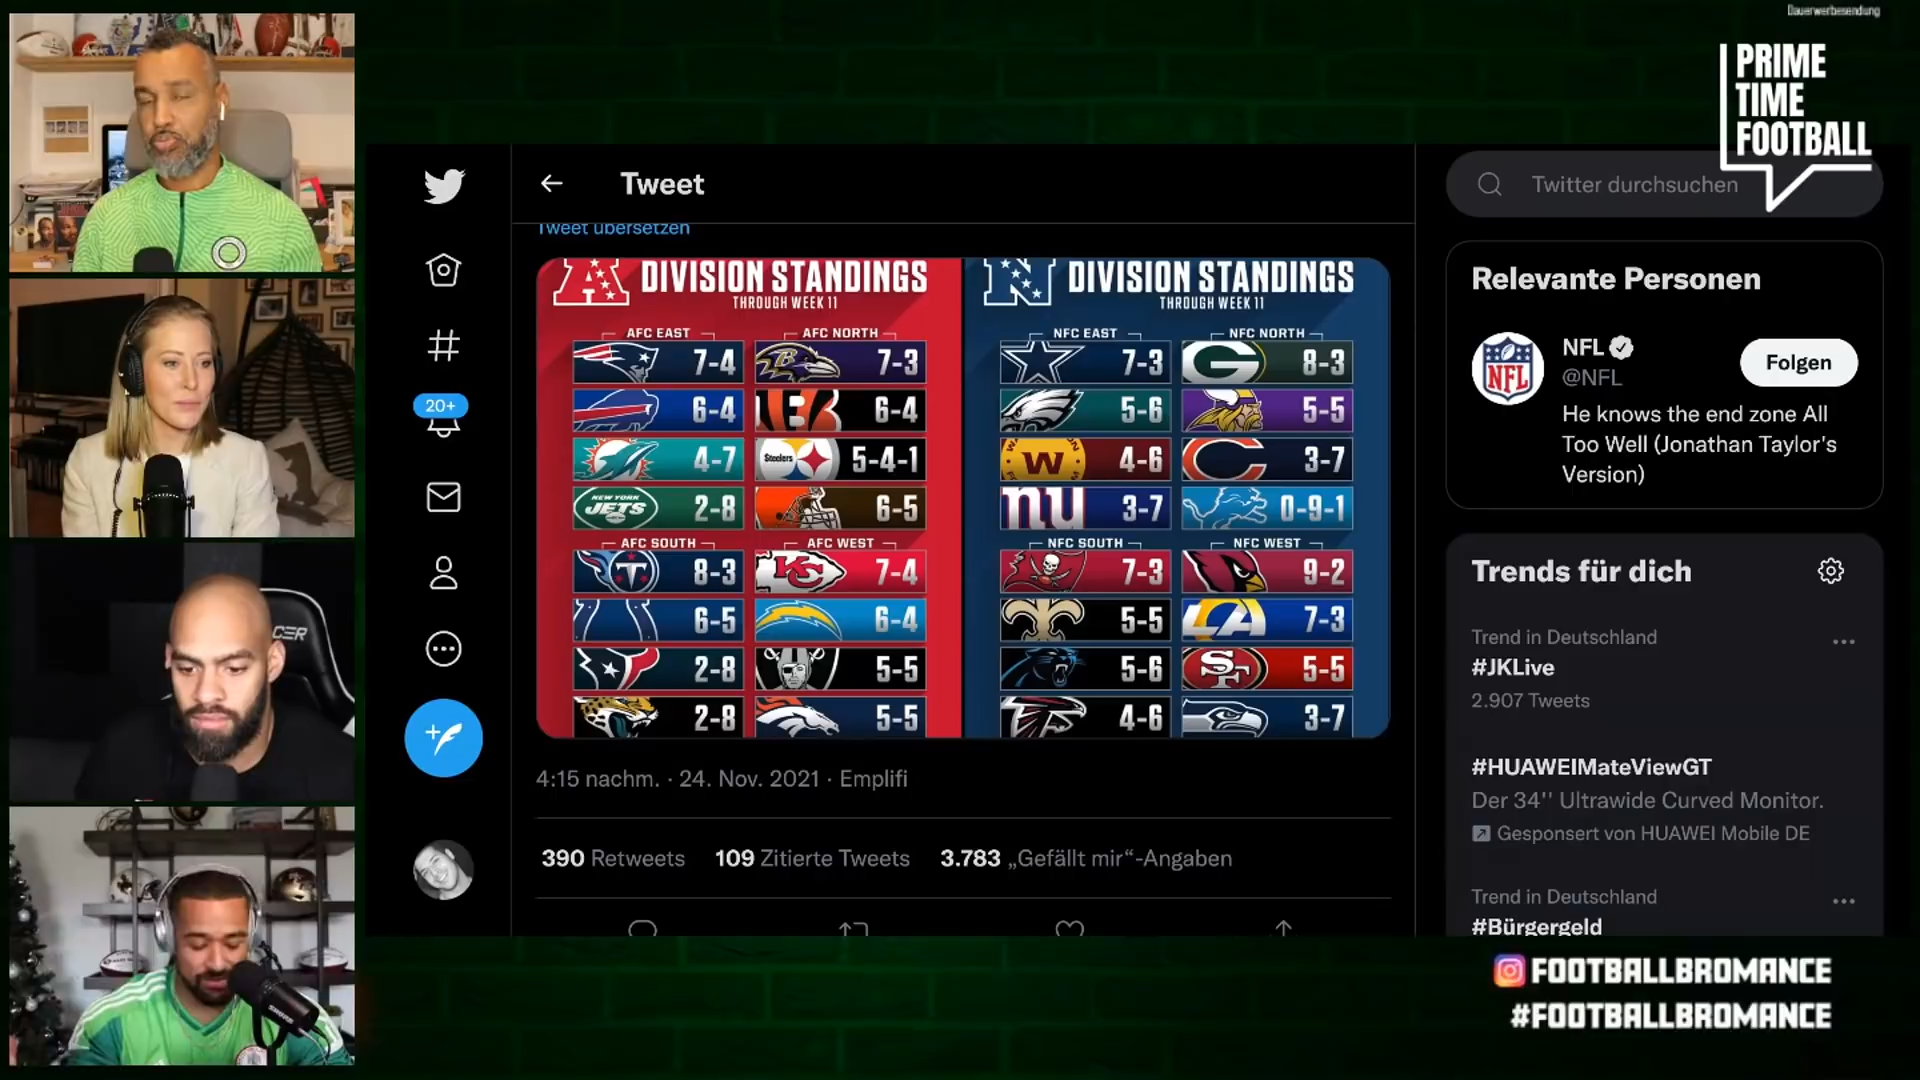 Dauerwerbesendung
PRIME
TIME
FOOTBALL
Tweet
Twitter durchsuchen
Tweet übersetzen
20+
A DIVISION STANDINGS
THROUGH WEEK 11
AFC EAST
7-4
6-4
4-7
NEW YORK JETS 2-8
AFC NORTH
B 7-3
B 6-4
Steelers 5-4-1
6-5
AFC SOUTH
T 8-3
6-5
2-8
2-8
AFC WEST
KC 7-4
6-4
5-5
5-5
N DIVISION STANDINGS
THROUGH WEEK 11
NFC EAST
7-3
5-6
W 4-6
ny 3-7
NFC NORTH
G 8-3
5-5
C 3-7
0-9-1
NFC SOUTH
7-3
5-5
5-6
4-6
NFC WEST
9-2
LA 7-3
SF 5-5
3-7
4:15 nachm. · 24. Nov. 2021 · Emplifi
390 Retweets 109 Zitierte Tweets 3.783 „Gefällt mir“-Angaben
Relevante Personen
NFL
NFL
@NFL
Folgen
He knows the end zone All
Too Well (Jonathan Taylor's
Version)
Trends für dich
Trend in Deutschland
#JKLive
2.907 Tweets
#HUAWEIMateViewGT
Der 34'' Ultrawide Curved Monitor.
Gesponsert von HUAWEI Mobile DE
Trend in Deutschland
#Bürgergeld
FOOTBALLBROMANCE
#FOOTBALLBROMANCE